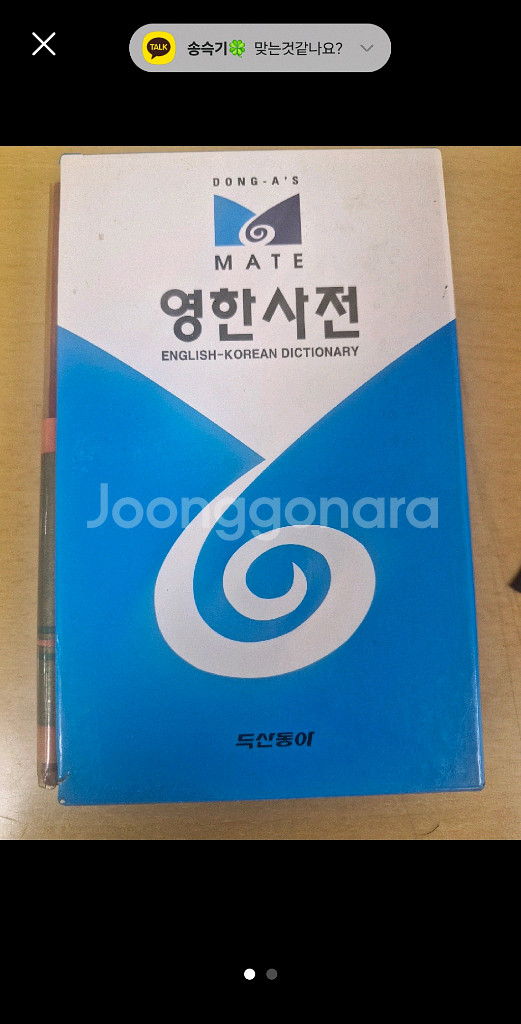 TALK 송슥기🍀 맞는것같나요?
DONG-A'S
MATE
영한사전
ENGLISH-KOREAN DICTIONARY
Joonggonara
두산동아